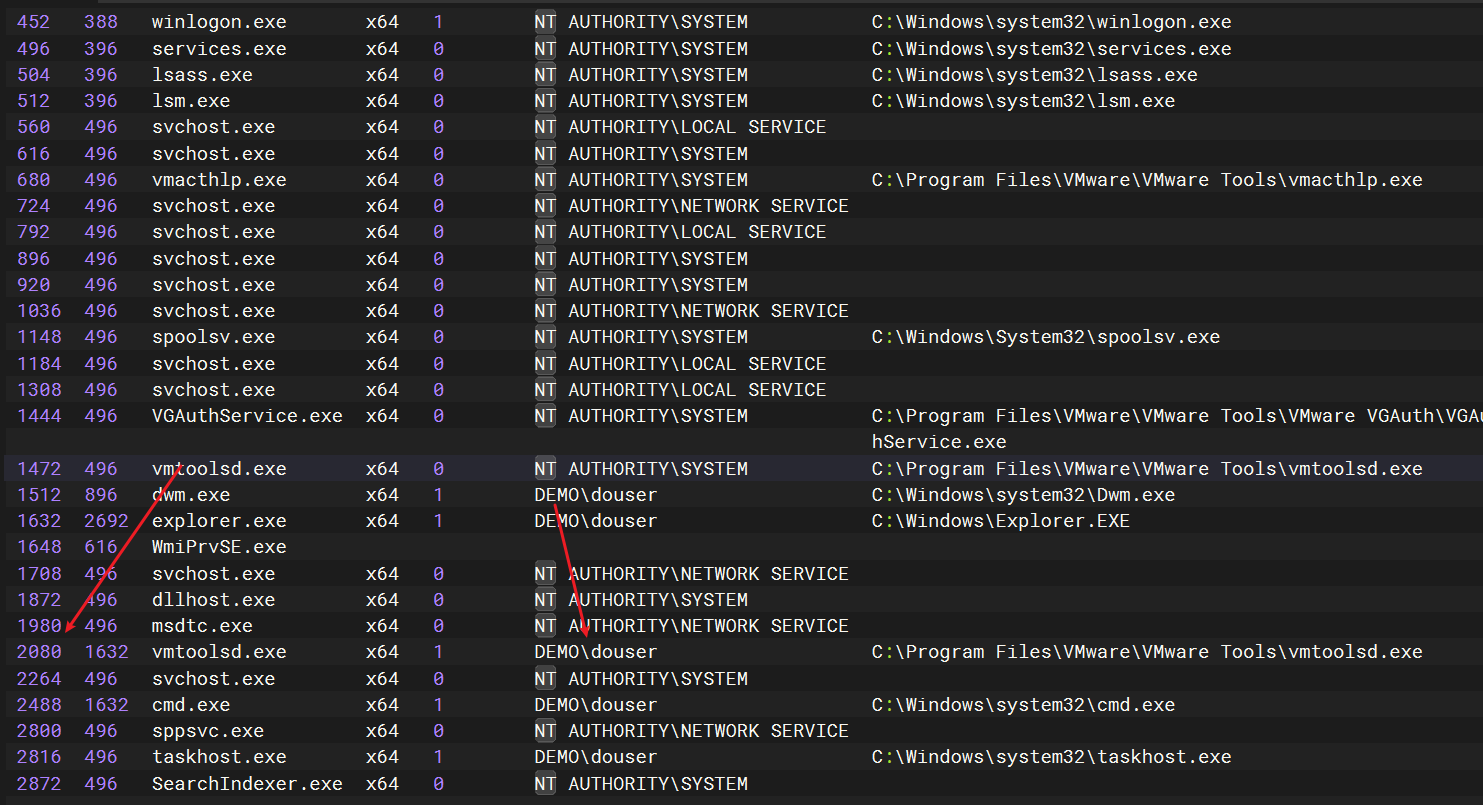 452 388 winlogon.exe x64 1 NT AUTHORITY\SYSTEM C:\Windows\system32\winlogon.exe
496 396 services.exe x64 0 NT AUTHORITY\SYSTEM C:\Windows\system32\services.exe
504 396 lsass.exe x64 0 NT AUTHORITY\SYSTEM C:\Windows\system32\lsass.exe
512 396 lsm.exe x64 0 NT AUTHORITY\SYSTEM C:\Windows\system32\lsm.exe
560 496 svchost.exe x64 0 NT AUTHORITY\LOCAL SERVICE
616 496 svchost.exe x64 0 NT AUTHORITY\SYSTEM
680 496 vmacthlp.exe x64 0 NT AUTHORITY\SYSTEM C:\Program Files\VMware\VMware Tools\vmacthlp.exe
724 496 svchost.exe x64 0 NT AUTHORITY\NETWORK SERVICE
792 496 svchost.exe x64 0 NT AUTHORITY\LOCAL SERVICE
896 496 svchost.exe x64 0 NT AUTHORITY\SYSTEM
920 496 svchost.exe x64 0 NT AUTHORITY\SYSTEM
1036 496 svchost.exe x64 0 NT AUTHORITY\NETWORK SERVICE
1148 496 spoolsv.exe x64 0 NT AUTHORITY\SYSTEM C:\Windows\System32\spoolsv.exe
1184 496 svchost.exe x64 0 NT AUTHORITY\LOCAL SERVICE
1308 496 svchost.exe x64 0 NT AUTHORITY\LOCAL SERVICE
1444 496 VGAuthService.exe x64 0 NT AUTHORITY\SYSTEM C:\Program Files\VMware\VMware Tools\VMware VGAuth\VGAu
hService.exe
1472 496 vmtoolsd.exe x64 0 NT AUTHORITY\SYSTEM C:\Program Files\VMware\VMware Tools\vmtoolsd.exe
1512 896 dwm.exe x64 1 DEMO\douser C:\Windows\system32\Dwm.exe
1632 2692 explorer.exe x64 1 DEMO\douser C:\Windows\Explorer.EXE
1648 616 WmiPrvSE.exe
1708 496 svchost.exe x64 0 NT AUTHORITY\NETWORK SERVICE
1872 496 dllhost.exe x64 0 NT AUTHORITY\SYSTEM
1980 496 msdtc.exe x64 0 NT AUTHORITY\NETWORK SERVICE
2080 1632 vmtoolsd.exe x64 1 DEMO\douser C:\Program Files\VMware\VMware Tools\vmtoolsd.exe
2264 496 svchost.exe x64 0 NT AUTHORITY\SYSTEM
2488 1632 cmd.exe x64 1 DEMO\douser C:\Windows\system32\cmd.exe
2800 496 sppsvc.exe x64 0 NT AUTHORITY\NETWORK SERVICE
2816 496 taskhost.exe x64 1 DEMO\douser C:\Windows\system32\taskhost.exe
2872 496 SearchIndexer.exe x64 0 NT AUTHORITY\SYSTEM